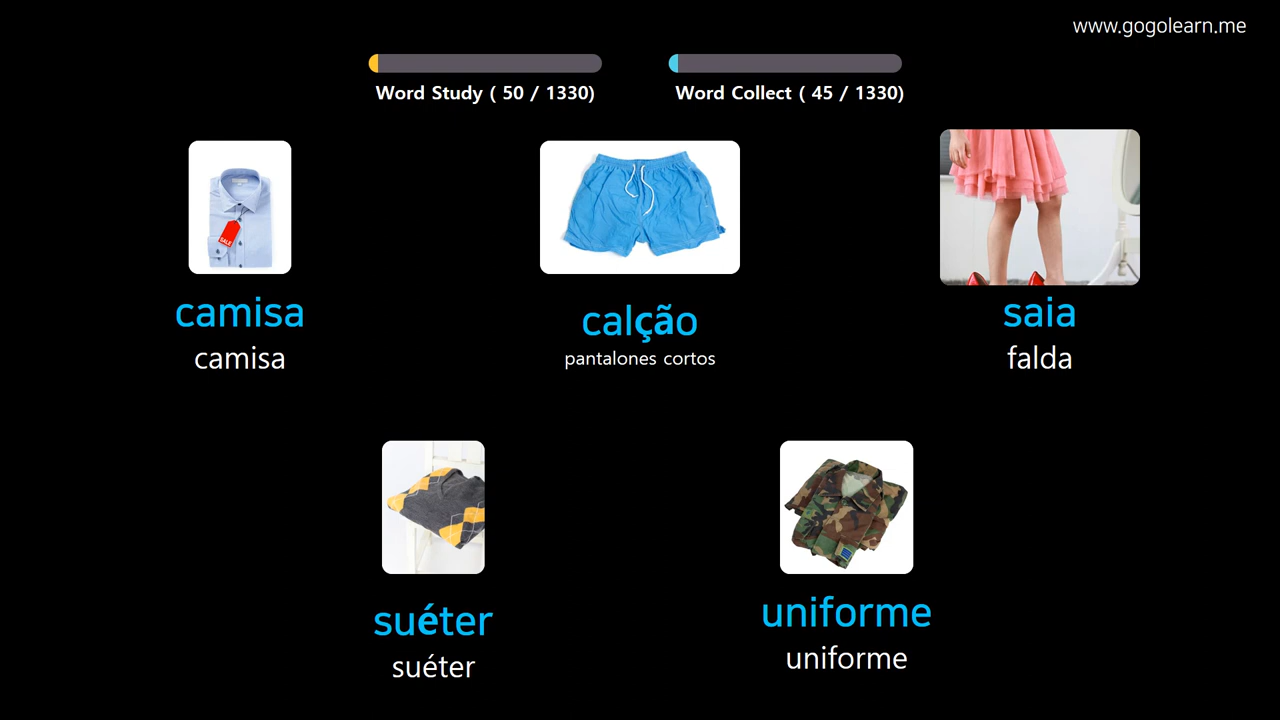 www.gogolearn.me
Word Study ( 50 / 1330)
Word Collect ( 45 / 1330)
SALE
camisa
camisa
calção
pantalones cortos
saia
falda
suéter
suéter
uniforme
uniforme